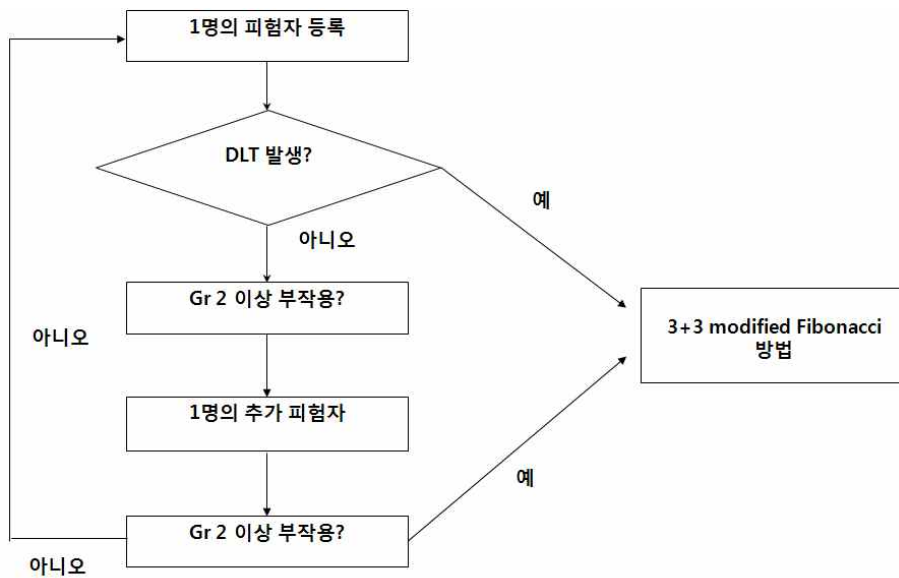 1명의 피험자 등록
DLT 발생?
예
아니오
Gr 2 이상 부작용?
3+3 modified Fibonacci
방법
아니오
1명의 추가 피험자
예
Gr 2 이상 부작용?
아니오